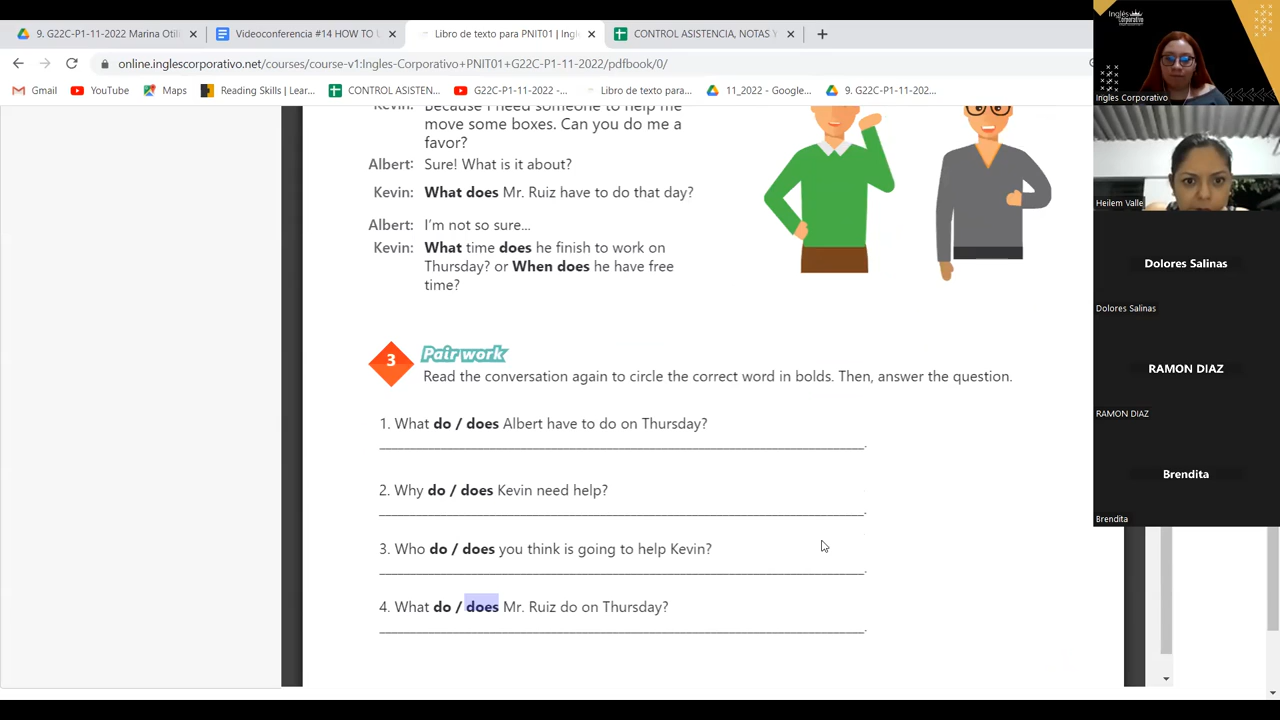 9. G22C-P1-11-2022 Marina Otili
Videoconferencia #14 HOW TO U
Libro de texto para PNIT01 | Ingl
CONTROL ASISTENCIA, NOTAS Y
online.inglescorporativo.net/courses/course-v1:Ingles-Corporativo+PNIT01+G22C-P1-11-2022/pdfbook/0/
Gmail
YouTube
Maps
Reading Skills | Lear...
CONTROL ASISTEN...
G22C-P1-11-2022 -...
Libro de texto para...
11_2022 - Google...
9. G22C-P1-11-202...
Kevin: Because I need someone to help me
move some boxes. Can you do me a
favor?
Albert: Sure! What is it about?
Kevin: What does Mr. Ruiz have to do that day?
Albert: I'm not so sure...
Kevin: What time does he finish to work on
Thursday? or When does he have free
time?
3
Pair work
Read the conversation again to circle the correct word in bolds. Then, answer the question.
1. What do / does Albert have to do on Thursday?
2. Why do / does Kevin need help?
3. Who do / does you think is going to help Kevin?
4. What do / does Mr. Ruiz do on Thursday?
Inglés
Corporativo
Ingles Corporativo
Heilem Valle
Dolores Salinas
Dolores Salinas
RAMON DIAZ
RAMON DIAZ
Brendita
Brendita